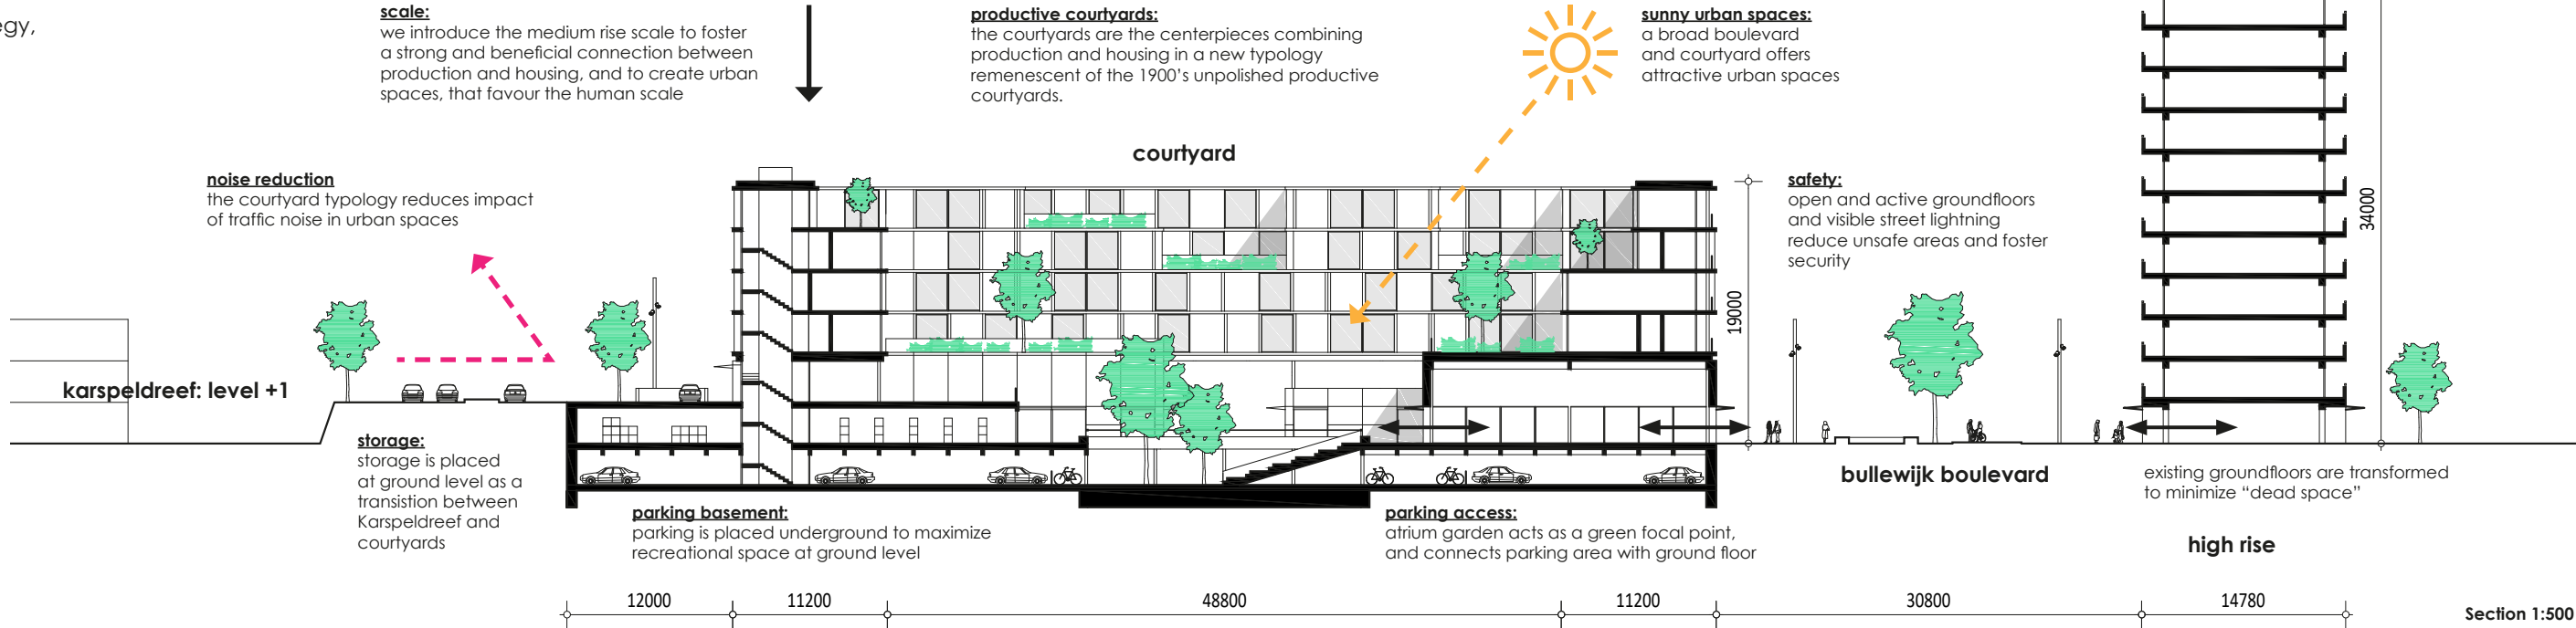 egy,
scale:
we introduce the medium rise scale to foster
a strong and beneficial connection between
production and housing, and to create urban
spaces, that favour the human scale
productive courtyards:
the courtyards are the centerpieces combining
production and housing in a new typology
remenescent of the 1900's unpolished productive
courtyards.
sunny urban spaces:
a broad boulevard
and courtyard offers
attractive urban spaces
courtyard
noise reduction
the courtyard typology reduces impact
of traffic noise in urban spaces
safety:
open and active groundfloors
and visible street lightning
reduce unsafe areas and foster
security
34000
19000
karspeldreef: level +1
storage:
storage is placed
at ground level as a
transistion between
Karspeldreef and
courtyards
parking basement:
parking is placed underground to maximize
recreational space at ground level
parking access:
atrium garden acts as a green focal point,
and connects parking area with ground floor
bullewijk boulevard
existing groundfloors are transformed
to minimize “dead space”
high rise
12000
11200
48800
11200
30800
14780
Section 1:500